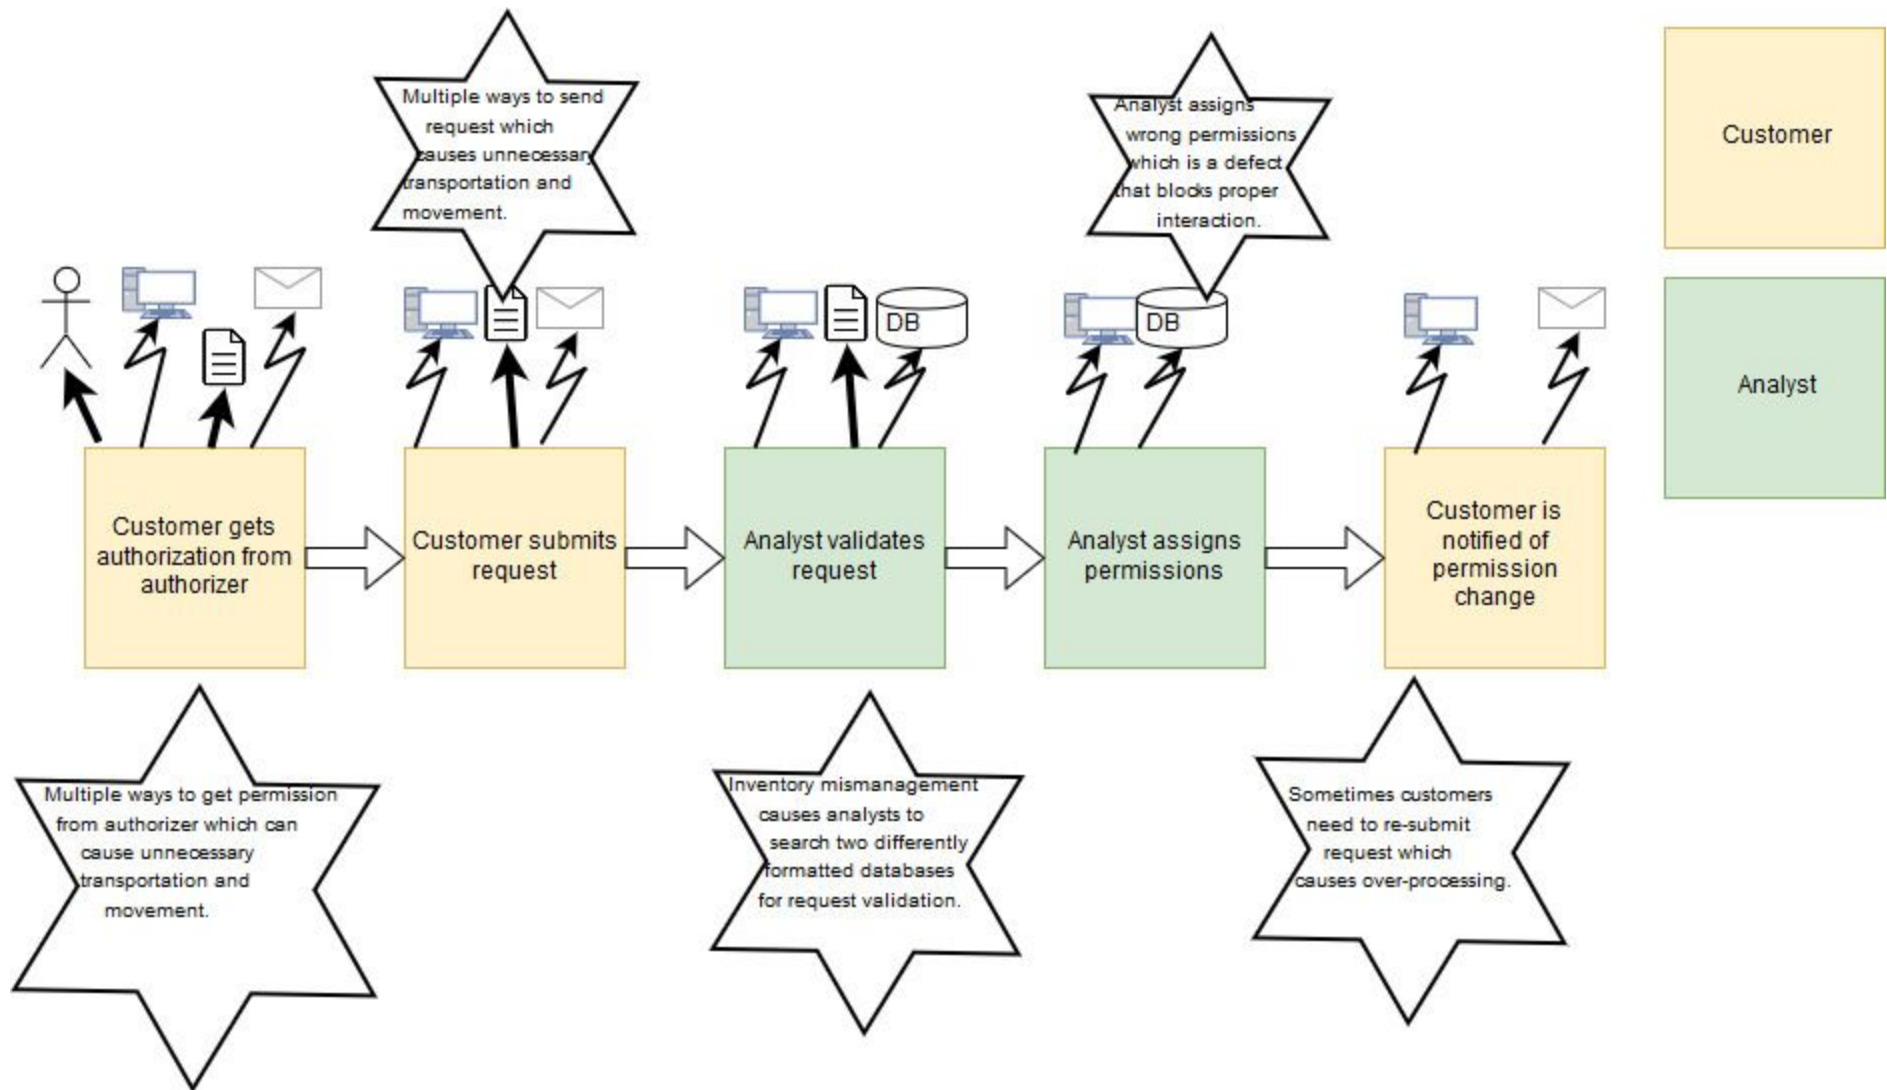 Multiple ways to send
request which
causes unnecessary
transportation and
movement.
Analyst assigns
wrong permissions
which is a defect
that blocks proper
interaction.
Customer
Analyst
DB
DB
Customer gets
authorization from
authorizer
Customer submits
request
Analyst validates
request
Analyst assigns
permissions
Customer is
notified of
permission
change
Multiple ways to get permission
from authorizer which can
cause unnecessary
transportation and
movement.
Inventory mismanagement
causes analysts to
search two differently
formatted databases
for request validation.
Sometimes customers
need to re-submit
request which
causes over-processing.